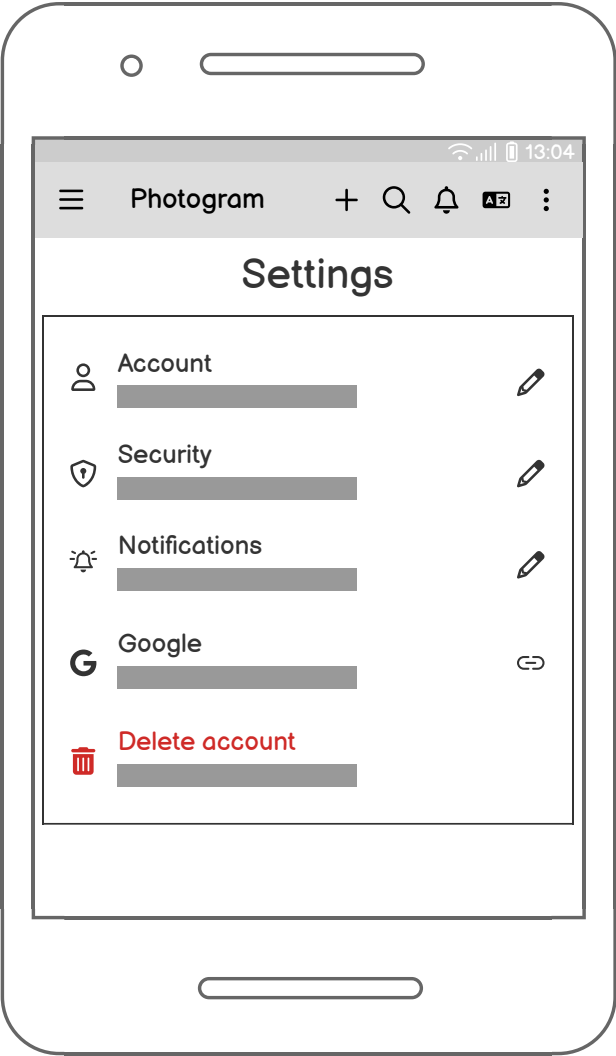 13:04
Photogram
Settings
Account
Security
Notifications
Google
Delete account